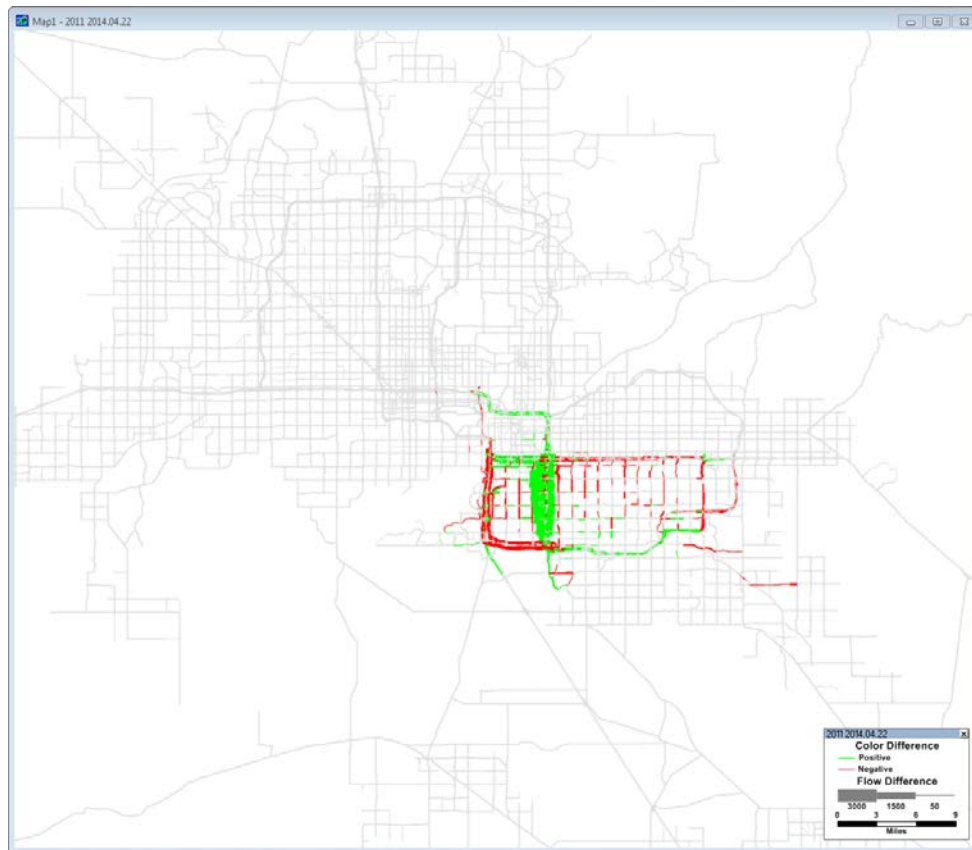 Map1 - 2011 2014.04.22
2011 2014.04.22
Color Difference
Positive
Negative
Flow Difference
3000 1500 50
0 3 6 9
Miles